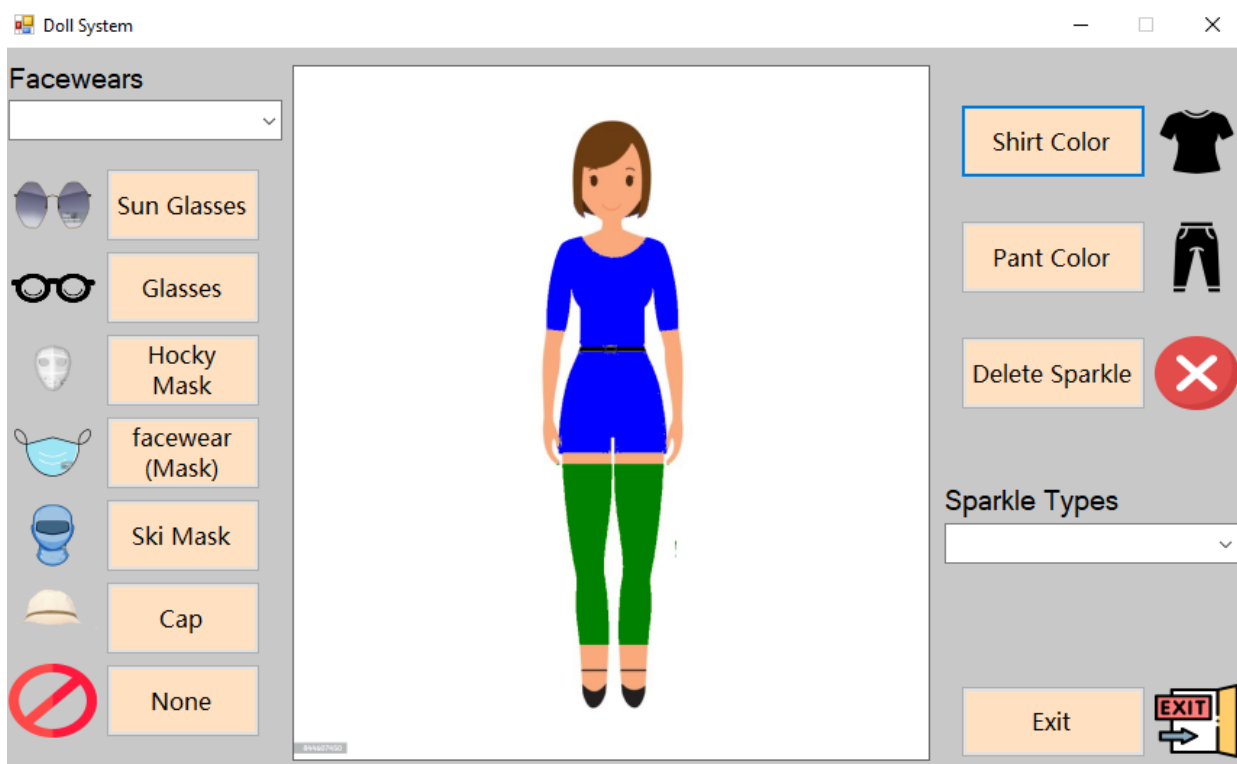 Doll System
Facewears
Sun Glasses
Glasses
Hocky
Mask
facewear
(Mask)
Ski Mask
Cap
None
Shirt Color
Pant Color
Delete Sparkle
Sparkle Types
Exit
EXIT